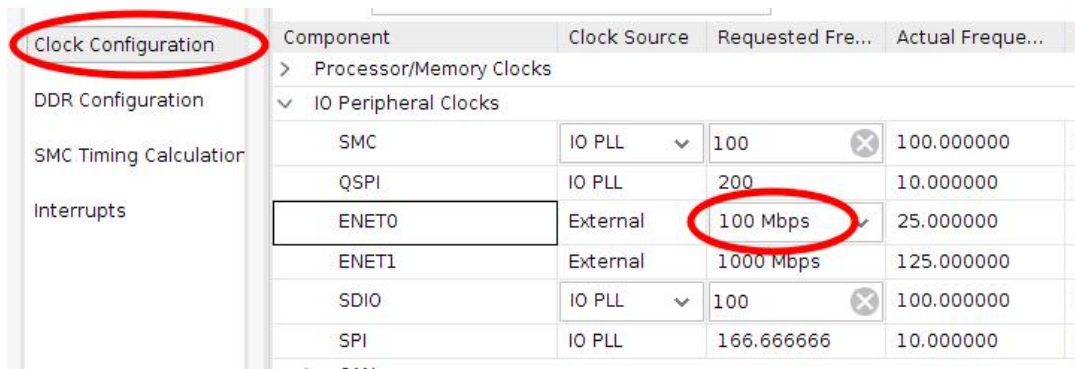 Clock Configuration
DDR Configuration
SMC Timing Calculation
Interrupts
Component Clock Source Requested Fre... Actual Freque...
> Processor/Memory Clocks
IO Peripheral Clocks
SMC IO PLL 100 100.000000
QSPI IO PLL 200 10.000000
ENET0 External 100 Mbps 25.000000
ENET1 External 1000 Mbps 125.000000
SDIO IO PLL 100 100.000000
SPI IO PLL 166.666666 10.000000